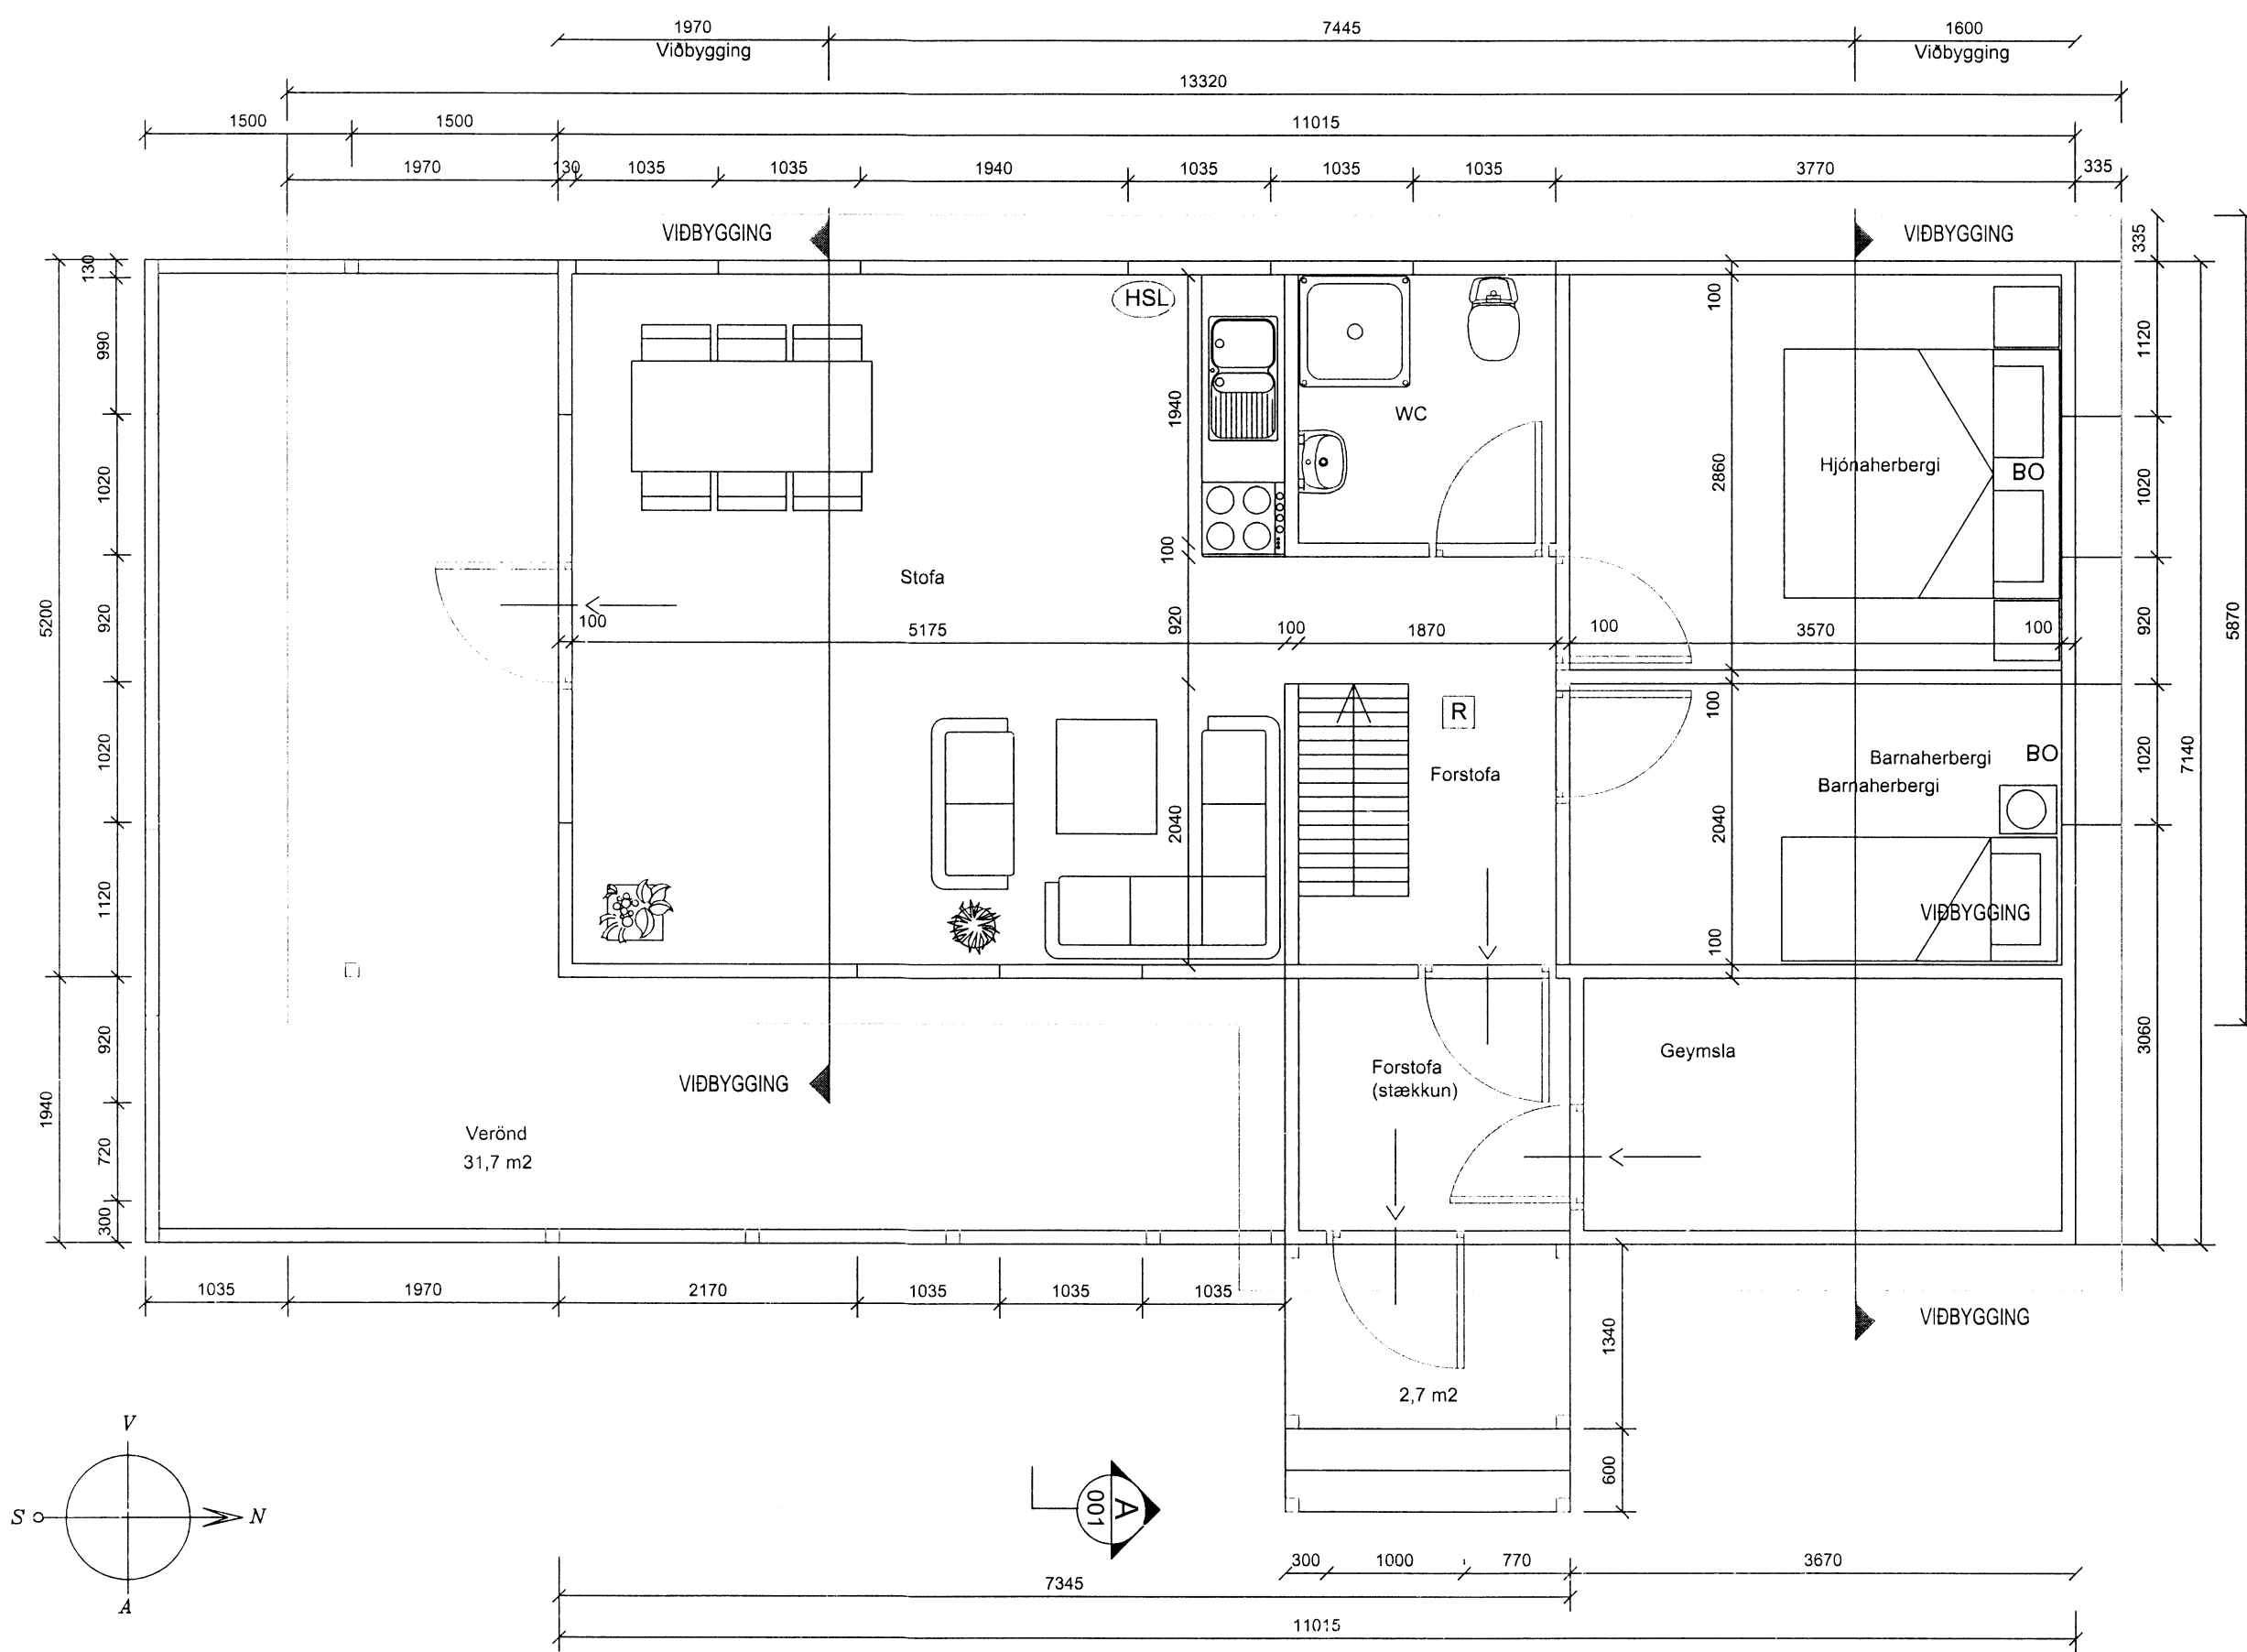 1970
7445
1600
Viðbygging
Viðbygging
13320
1500
1500
11015
1970
130
1035
1035
1940
1035
1035
1035
3770
335
VIÐBYGGING
VIÐBYGGING
335
130
HSL
100
990
1120
1940
WC
5200
1020
2860
Hjónaherbergi
BO
1020
5870
100
Stofa
920
100
920
5175
100
1870
100
3570
100
920
100
R
1020
Forstofa
Barnaherbergi
BO
Barnaherbergi
1020
7140
2040
2040
1120
VIÐBYGGING
100
920
Forstofa
(stækkun)
Geymsla
3060
VIÐBYGGING
1940
Verönd
31,7 m2
720
300
1035
1970
2170
1035
1035
1035
1340
VIÐBYGGING
2,7 m2
600
V
S
N
A
A
001
300
1000
770
3670
7345
11015